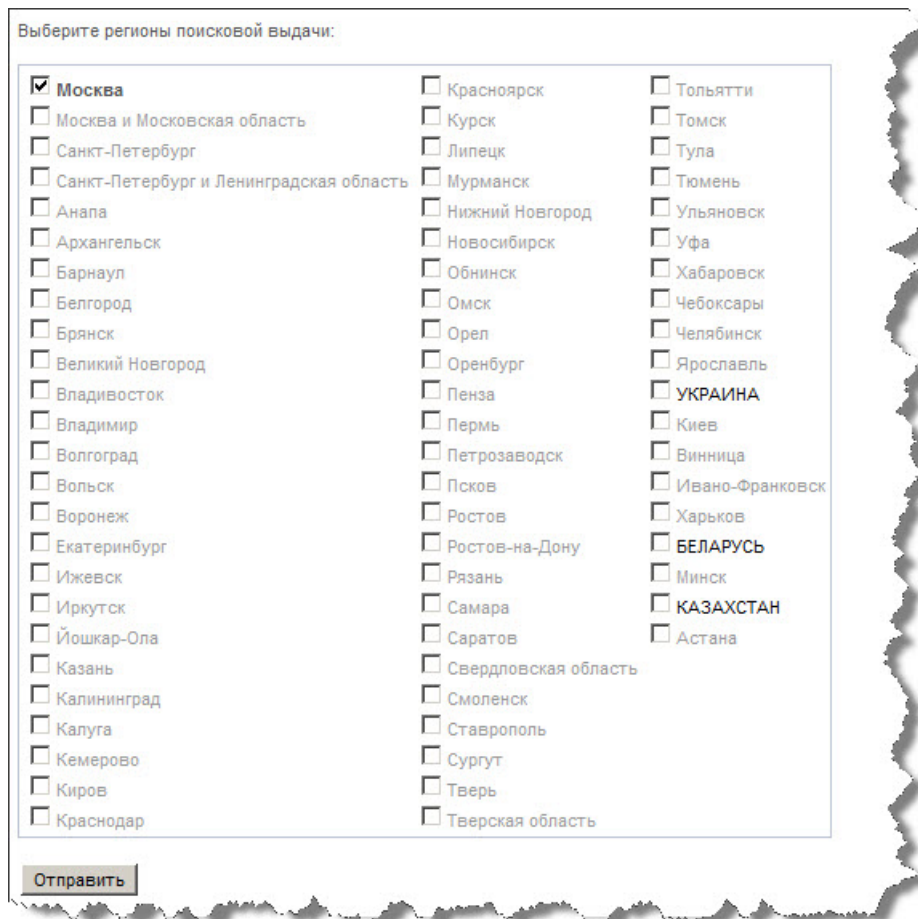 Выберите регионы поисковой выдачи:
Москва
Москва и Московская область
Санкт-Петербург
Санкт-Петербург и Ленинградская область
Анапа
Архангельск
Барнаул
Белгород
Брянск
Великий Новгород
Владивосток
Владимир
Волгоград
Вольск
Воронеж
Екатеринбург
Ижевск
Иркутск
Йошкар-Ола
Казань
Калининград
Калуга
Кемерово
Киров
Краснодар
Красноярск
Курск
Липецк
Мурманск
Нижний Новгород
Новосибирск
Обнинск
Омск
Орел
Оренбург
Пенза
Пермь
Петрозаводск
Псков
Ростов
Ростов-на-Дону
Рязань
Самара
Саратов
Свердловская область
Смоленск
Ставрополь
Сургут
Тверь
Тверская область
Тольятти
Томск
Тула
Тюмень
Ульяновск
Уфа
Хабаровск
Чебоксары
Челябинск
Ярославль
УКРАИНА
Киев
Винница
Ивано-Франковск
Харьков
БЕЛАРУСЬ
Минск
КАЗАХСТАН
Астана
Отправить